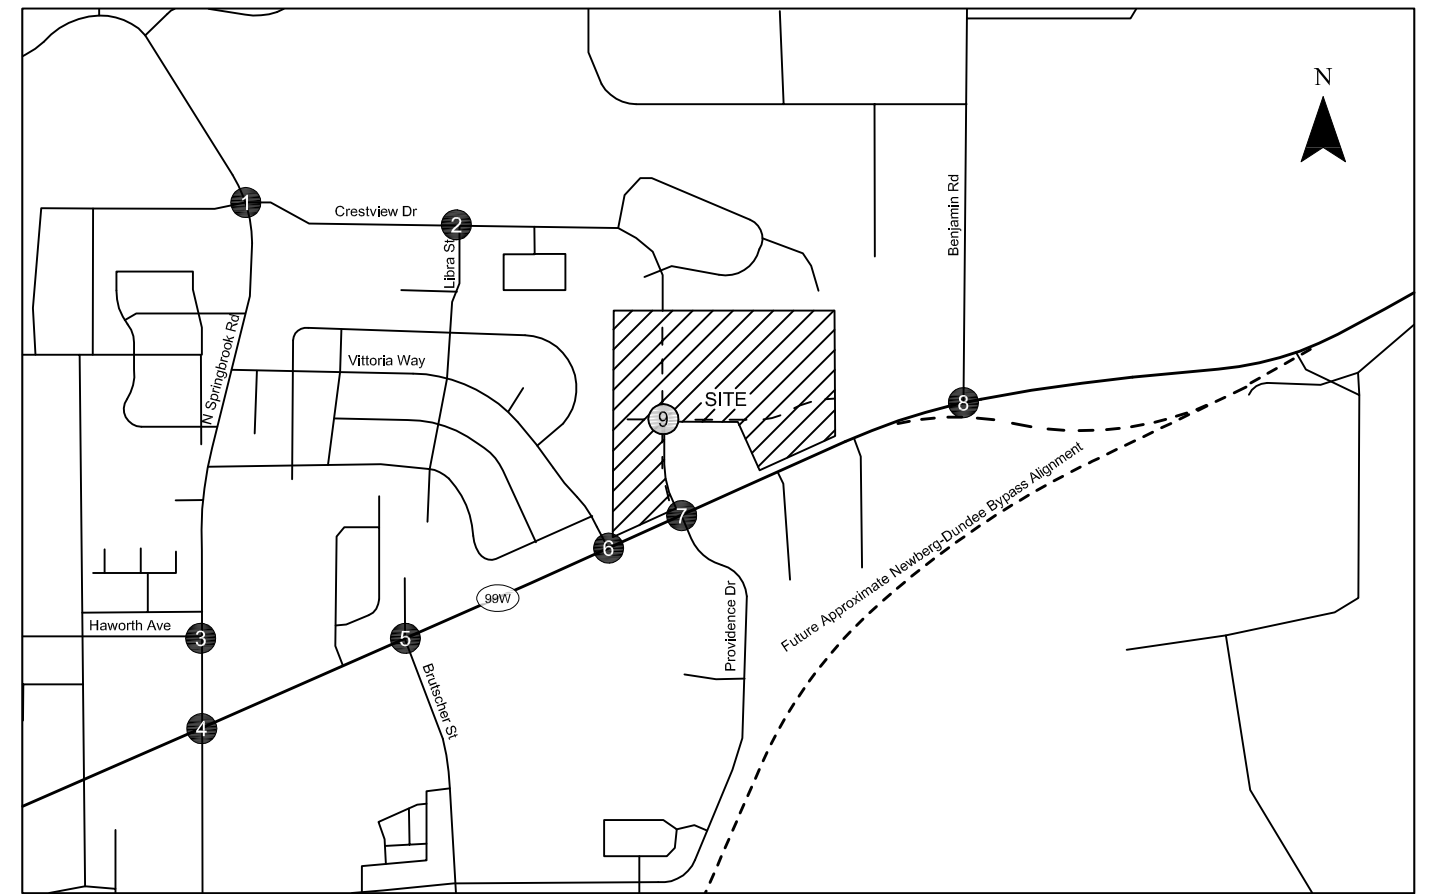 N
1
Crestview Dr
2
Libra St
Benjamin Rd
N Springbrook Rd
Vittoria Way
SITE
8
9
7
6
Future Approximate Newberg-Dundee Bypass Alignment
99W
Haworth Ave
3
5
Providence Dr
Brutscher St
4